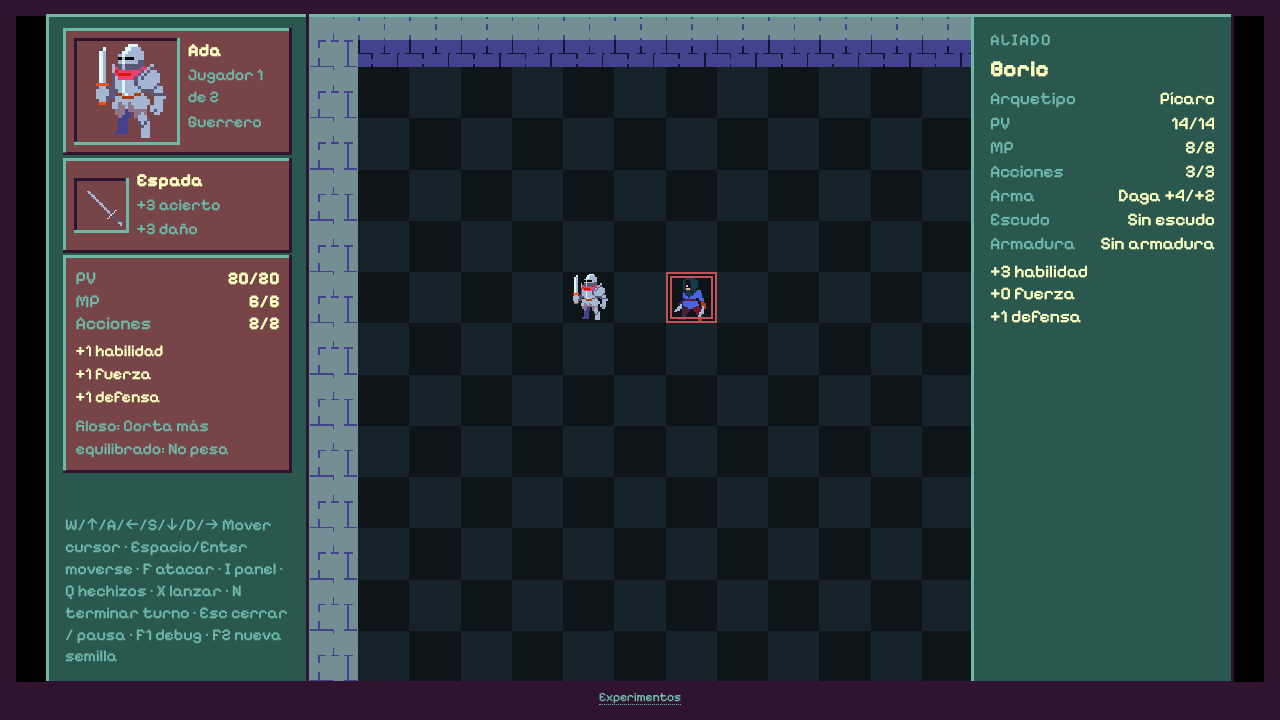 Ada
Jugador 1
de 2
Guerrero
Espada
+3 acierto
+3 daño
PV 80/80
MP 6/6
Acciones 8/8
+1 habilidad
+1 fuerza
+1 defensa
Aloso: Corta más
equilibrado: No pesa
W/↑/A/←/S/↓/D/→ Mover
cursor · Espacio/Enter
moverse · F atacar · I panel ·
Q hechizos · X lanzar · N
terminar turno · Esc cerrar
/ pausa · F1 debug · F2 nueva
semilla
ALIADO
Boric
Arquetipo Pícaro
PV 14/14
MP 8/8
Acciones 3/3
Arma Daga +4/+2
Escudo Sin escudo
Armadura Sin armadura
+3 habilidad
+0 fuerza
+1 defensa
Experimentos